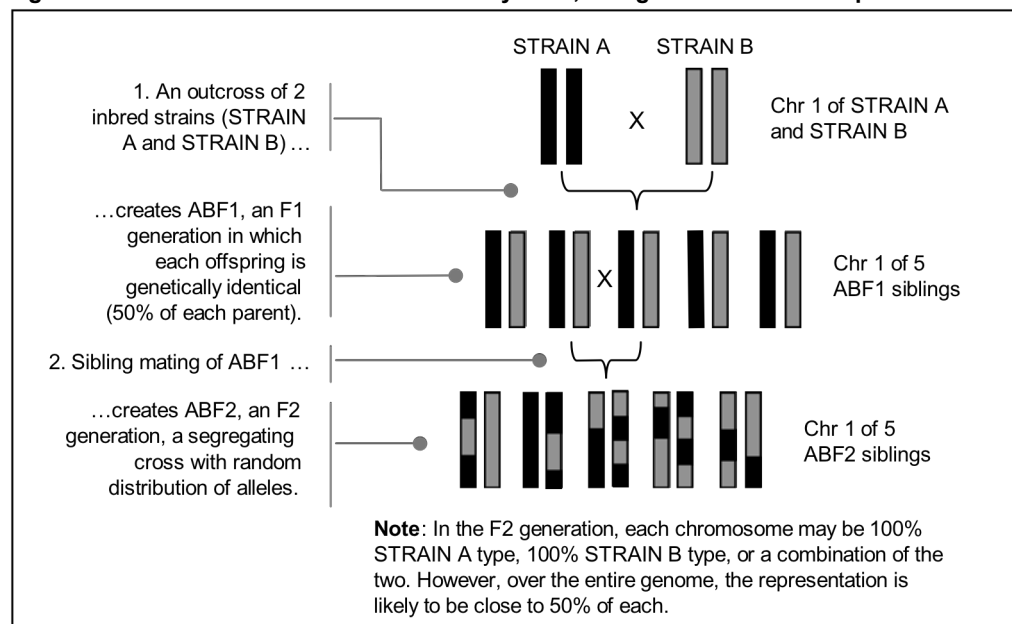 STRAIN A STRAIN B
1. An outcross of 2
inbred strains (STRAIN
A and STRAIN B) …
X
Chr 1 of STRAIN A
and STRAIN B
…creates ABF1, an F1
generation in which
each offspring is
genetically identical
(50% of each parent).
X
Chr 1 of 5
ABF1 siblings
2. Sibling mating of ABF1 …
…creates ABF2, an F2
generation, a segregating
cross with random
distribution of alleles.
Chr 1 of 5
ABF2 siblings
Note: In the F2 generation, each chromosome may be 100%
STRAIN A type, 100% STRAIN B type, or a combination of the
two. However, over the entire genome, the representation is
likely to be close to 50% of each.